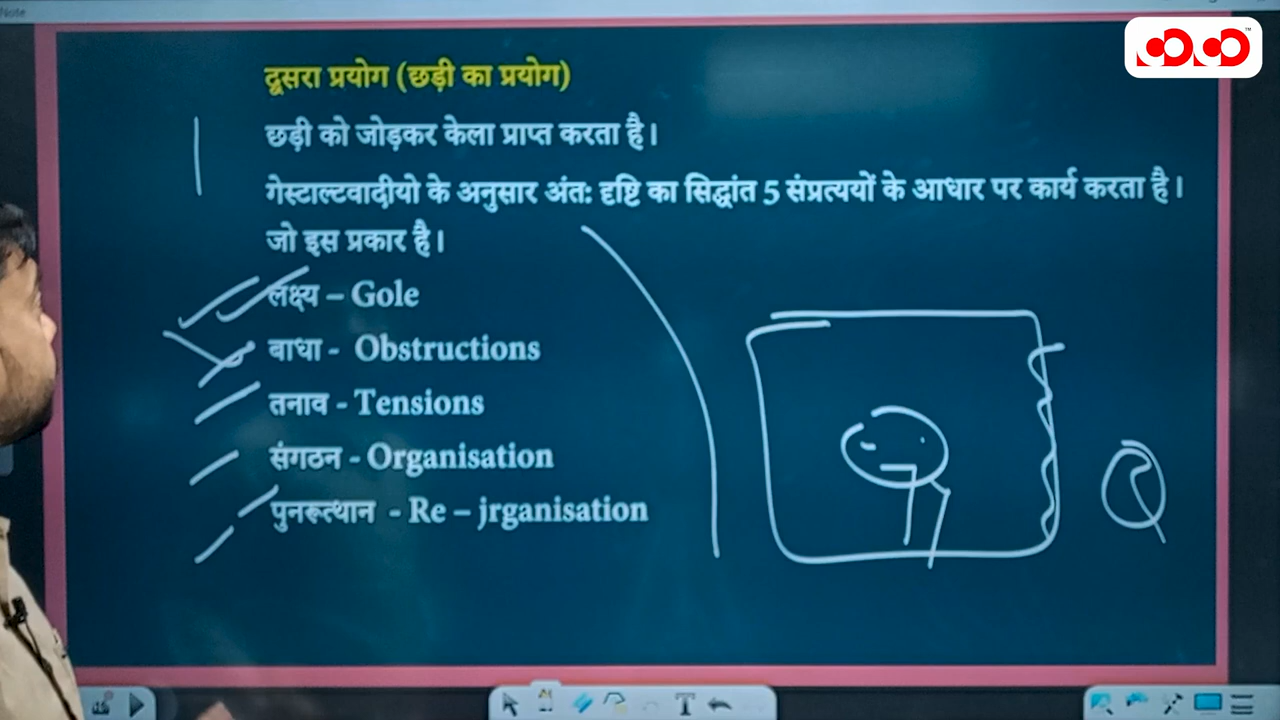 Note
दूसरा प्रयोग (छड़ी का प्रयोग)
छड़ी को जोड़कर केला प्राप्त करता है।
गेस्टाल्टवादीयो के अनुसार अंत: दृष्टि का सिद्धांत 5 संप्रत्ययों के आधार पर कार्य करता है।
जो इस प्रकार है।
लक्ष्य – Gole
बाधा - Obstructions
तनाव - Tensions
संगठन - Organisation
पुनरूत्थान - Re – jrganisation